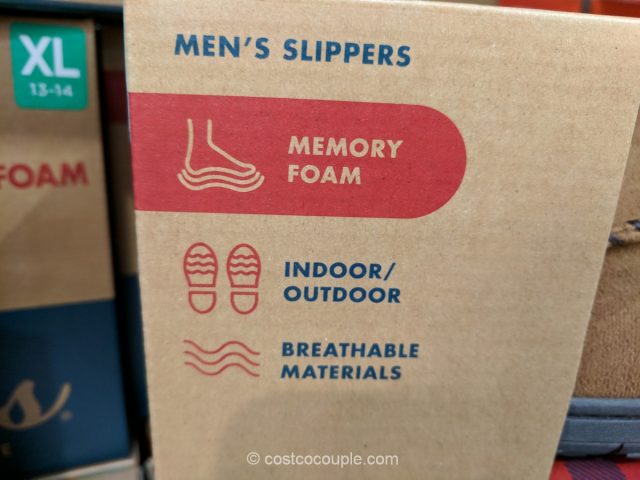 XL
13-14
FOAM
MEN'S SLIPPERS
MEMORY
FOAM
INDOOR/
OUTDOOR
BREATHABLE
MATERIALS
© costcocouple.com